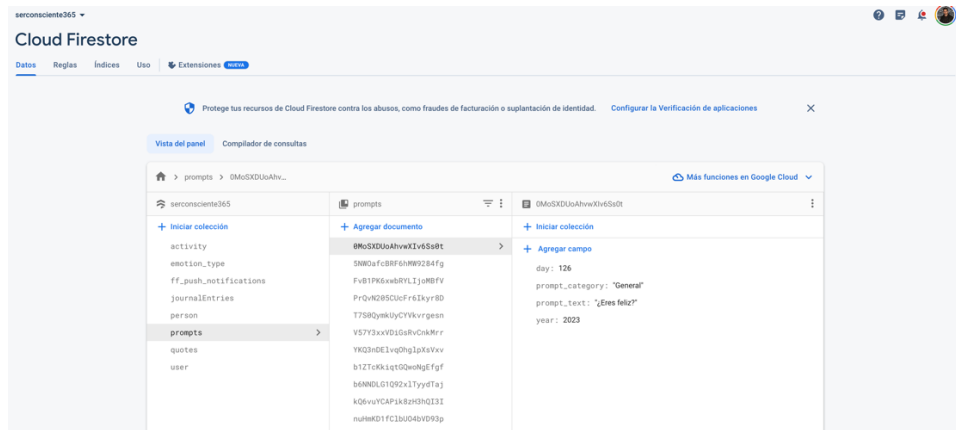 serconsciente365
Cloud Firestore
Datos Reglas Índices Uso Extensiones NUEVA
Protege tus recursos de Cloud Firestore contra los abusos, como fraudes de facturación o suplantación de identidad. Configurar la Verificación de aplicaciones
Vista del panel Compilador de consultas
> prompts > 0MoSXDUoAhv... Más funciones en Google Cloud
serconsciente365 prompts 0MoSXDUoAhvwXIv6Ss0t
+ Iniciar colección + Agregar documento + Iniciar colección
activity 0MoSXDUoAhvwXIv6Ss0t > + Agregar campo
emotion_type 5NWOafcBRF6hMW9284fg day: 126
ff_push_notifications FvB1PK6xwbRYLIjoMBfV prompt_category: "General"
journalEntries PrQvN205CUcFr6Ikyr8D prompt_text: "¿Eres feliz?"
person T7S0QymkUyCYVkvrgesn year: 2023
prompts > V57Y3xxVDiGsRvCnkMrr
quotes YKQ3nDElvqOhglpXsVxv
user b1ZTcKkiqtGQwoNgEfgf
b6NNDLG1Q92xlTyydTaj
kQ6vuYCAPik8zH3hQI3I
nuHmKD1fClbUO4bVD93p